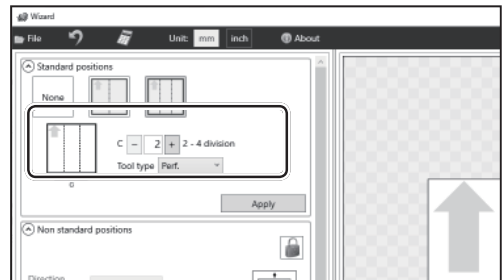 Wizard
File Unit: mm inch About
Standard positions
None
C - 2 + 2 - 4 division
Tool type Perf.
0
Apply
Non standard positions
Direction